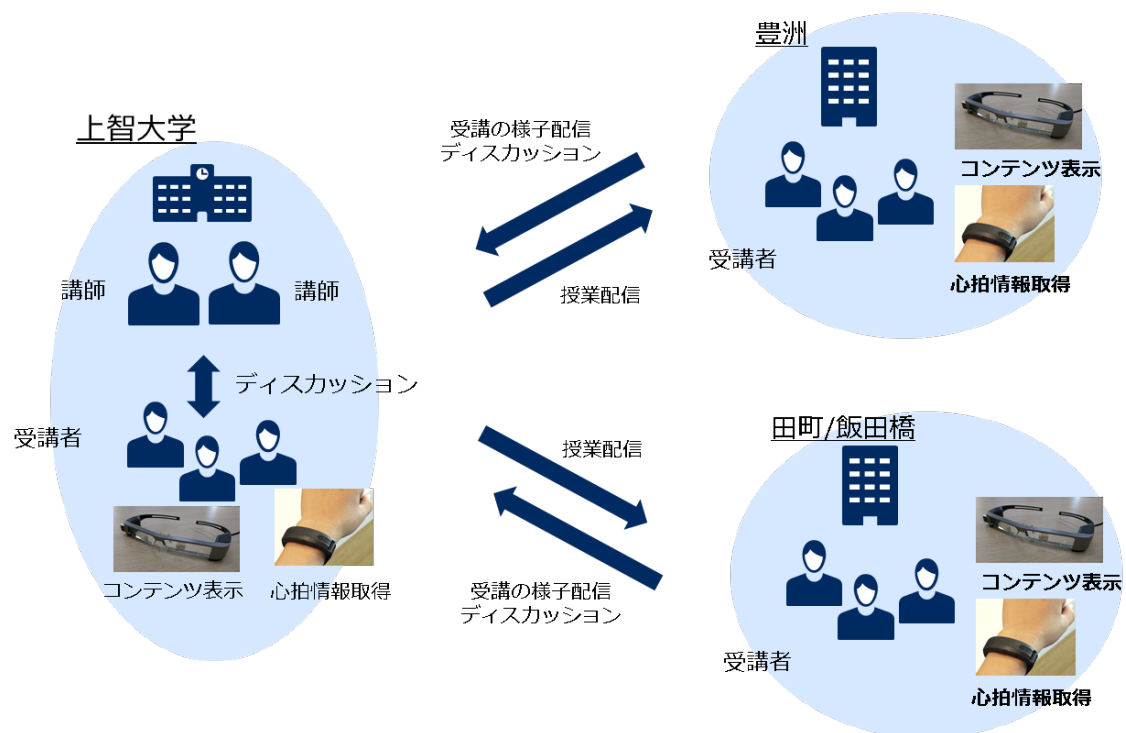 上智大学
講師
講師
ディスカッション
受講者
コンテンツ表示
心拍情報取得
受講の様子配信
ディスカッション
授業配信
豊洲
コンテンツ表示
受講者
心拍情報取得
授業配信
受講の様子配信
ディスカッション
田町/飯田橋
コンテンツ表示
受講者
心拍情報取得